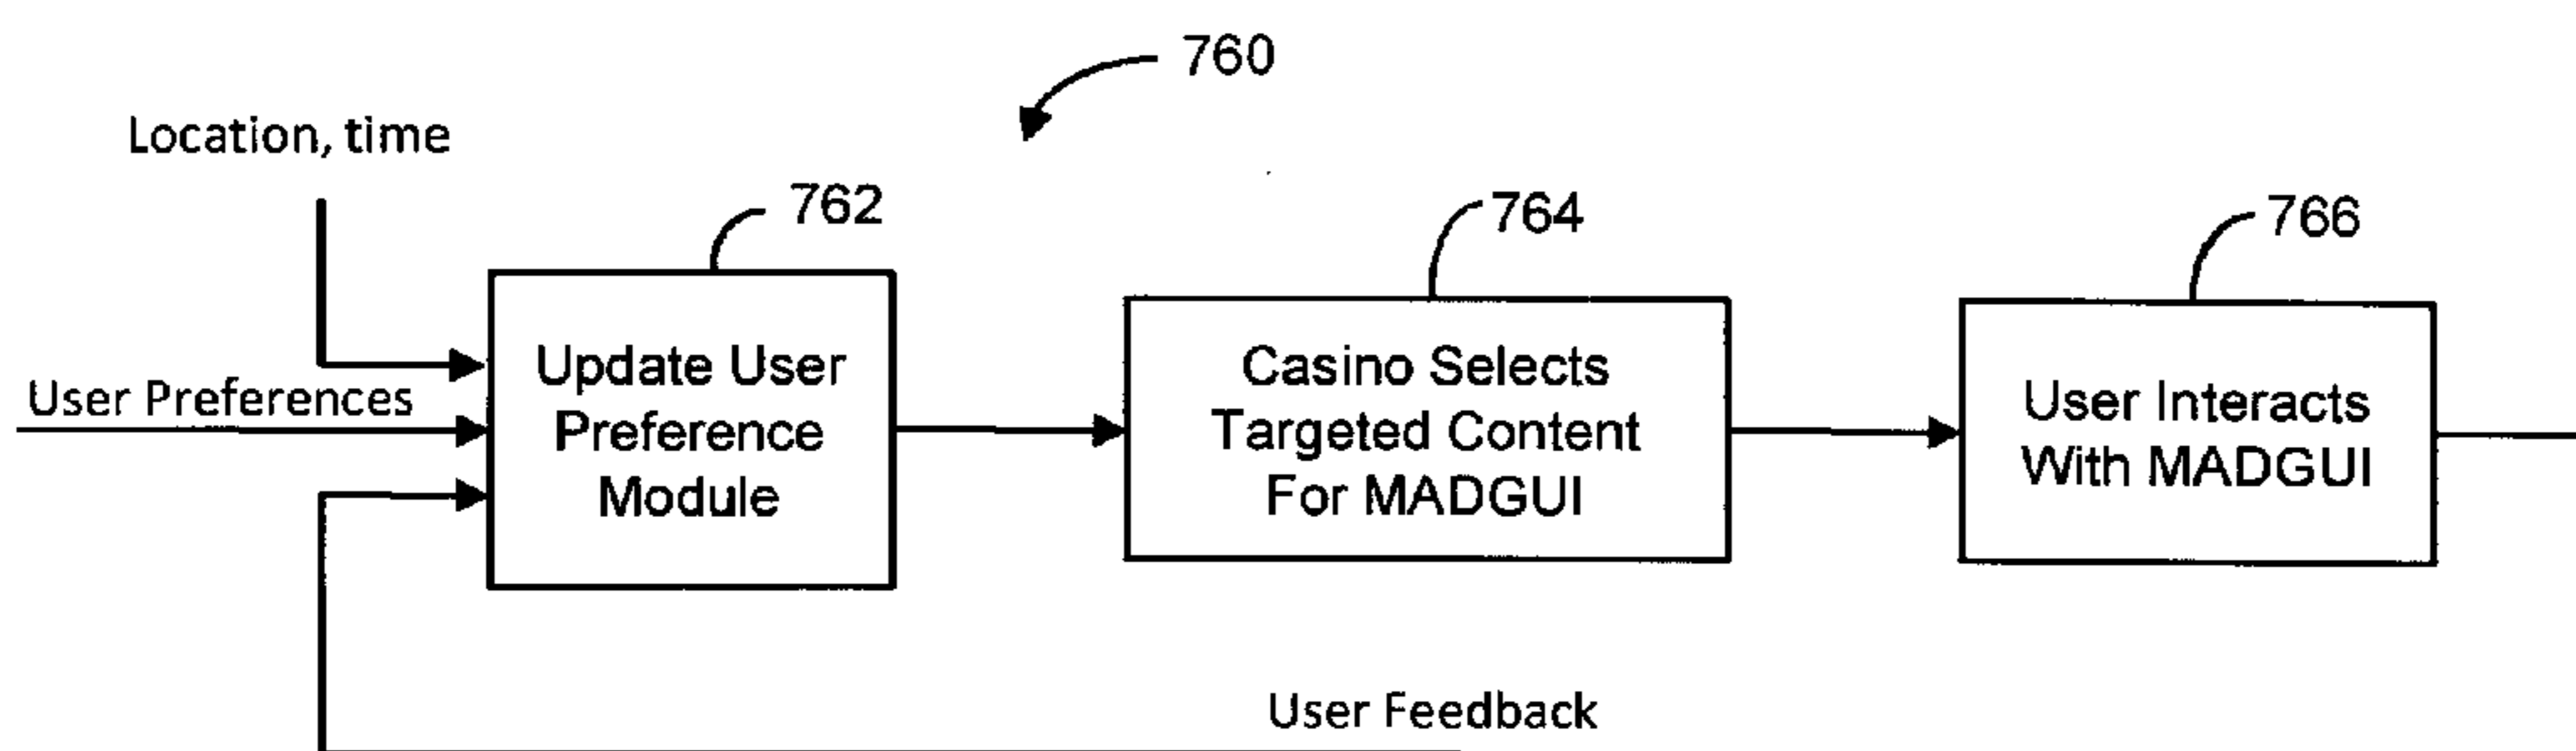 760
Location, time
762
764
766
User Preferences
Update User
Preference
Module
Casino Selects
Targeted Content
For MADGUI
User Interacts
With MADGUI
User Feedback